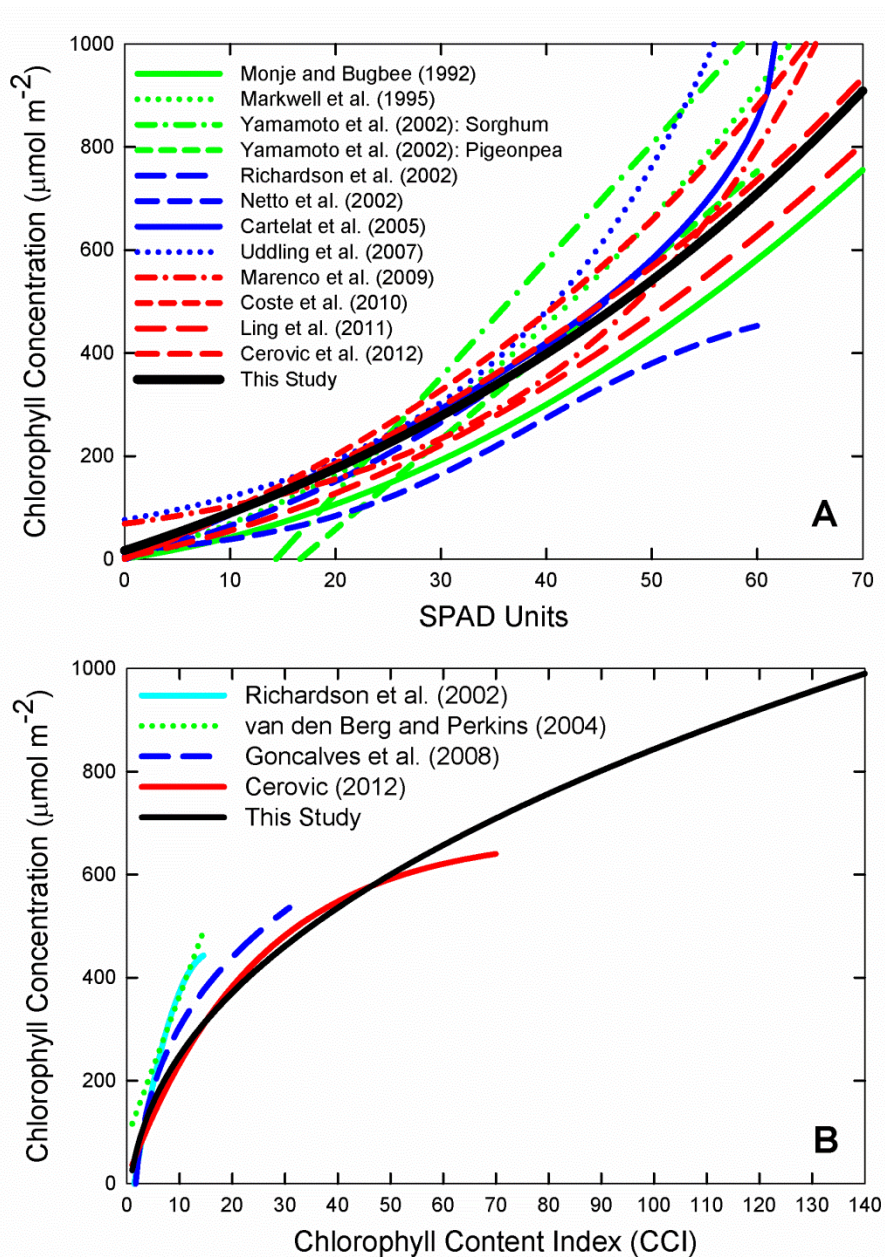 Chlorophyll Concentration (μmol m⁻²)
1000
800
600
400
200
0
Monje and Bugbee (1992)
Markwell et al. (1995)
Yamamoto et al. (2002): Sorghum
Yamamoto et al. (2002): Pigeonpea
Richardson et al. (2002)
Netto et al. (2002)
Cartelat et al. (2005)
Uddling et al. (2007)
Marenco et al. (2009)
Coste et al. (2010)
Ling et al. (2011)
Cerovic et al. (2012)
This Study
A
0 10 20 30 40 50 60 70
SPAD Units
Chlorophyll Concentration (μmol m⁻²)
1000
800
600
400
200
0
Richardson et al. (2002)
van den Berg and Perkins (2004)
Goncalves et al. (2008)
Cerovic (2012)
This Study
B
0 10 20 30 40 50 60 70 80 90 100 110 120 130 140
Chlorophyll Content Index (CCI)